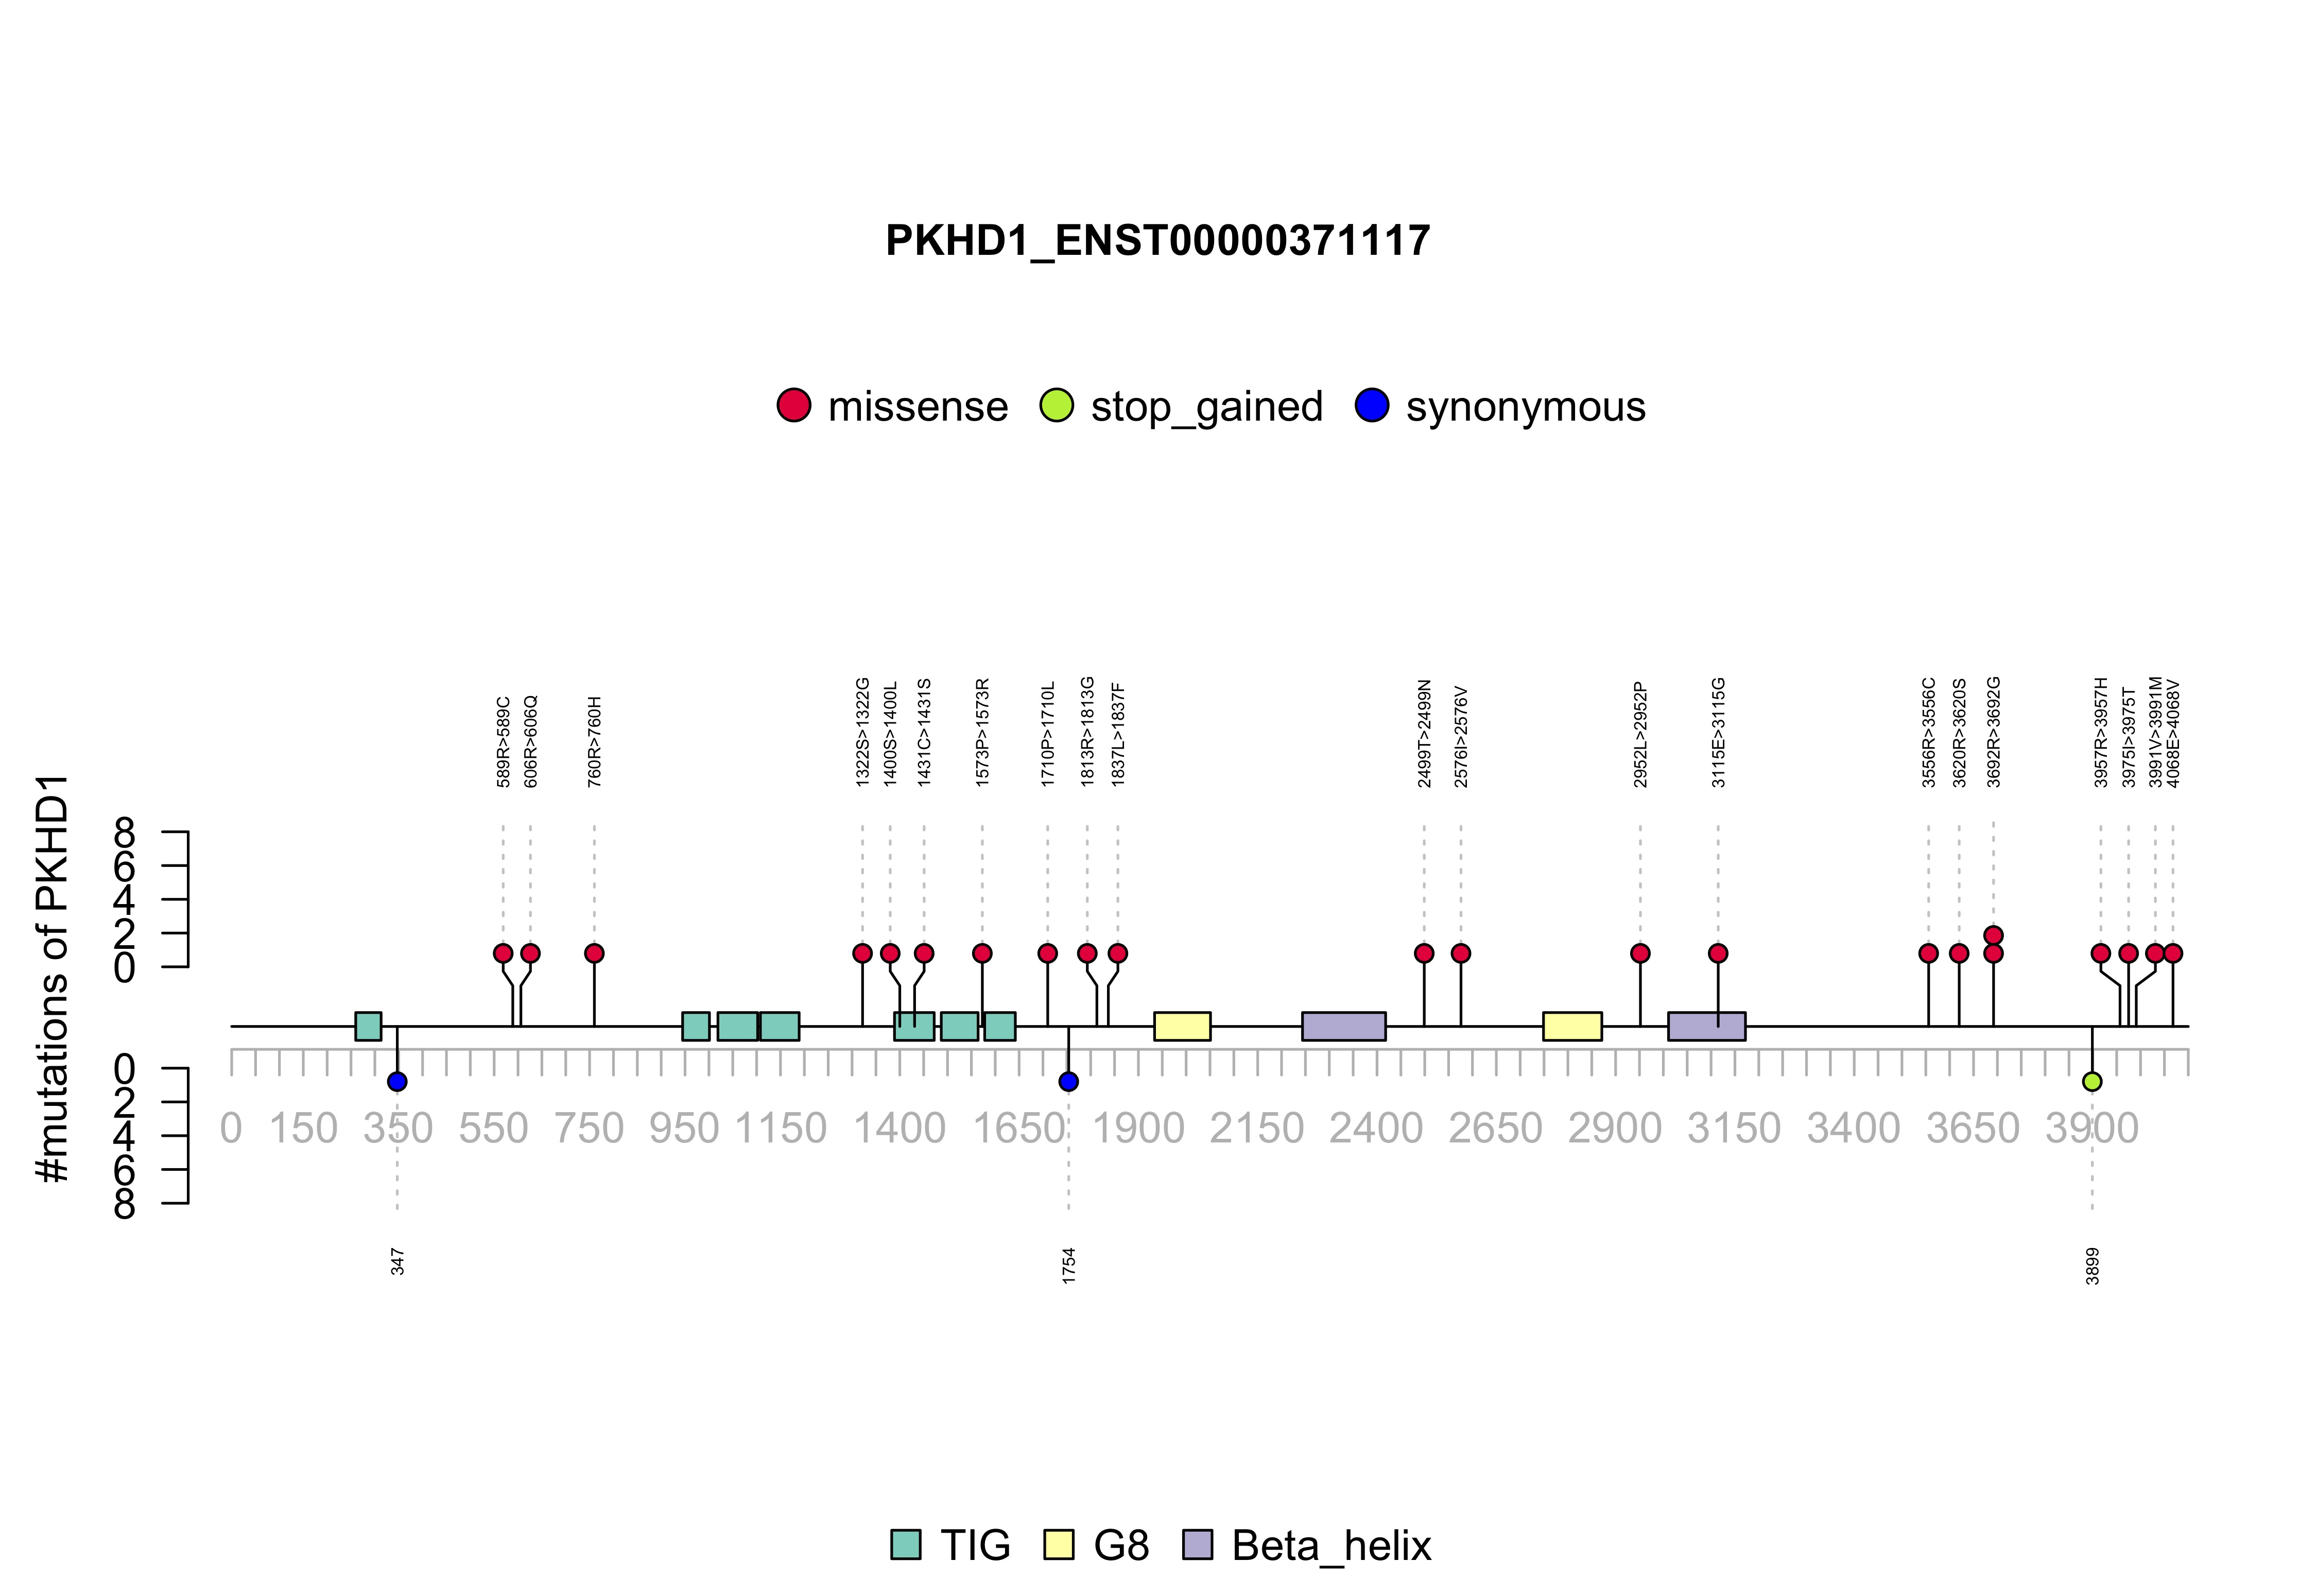 PKHD1_ENST00000371117
missense stop_gained synonymous
589R>589C
606R>606Q
760R>760H
1322S>1322G
1400S>1400L
1431C>1431S
1573P>1573R
1710P>1710L
1813R>1813G
1837L>1837F
2499T>2499N
2576I>2576V
2952L>2952P
3115E>3115G
3556R>3556C
3620R>3620S
3692R>3692G
3957R>3957H
3975I>3975T
3991V>3991M
4068E>4068V
#mutations of PKHD1
8
6
4
2
0
0
2
4
6
8
0 150 350 550 750 950 1150 1400 1650 1900 2150 2400 2650 2900 3150 3400 3650 3900
347
1754
3899
TIG G8 Beta_helix